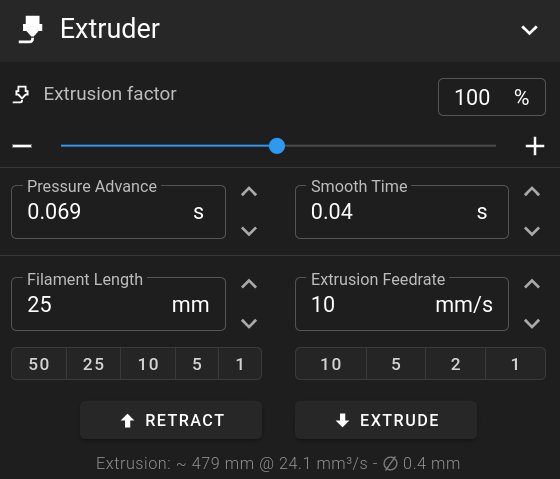 Extruder
Extrusion factor 100 %
Pressure Advance Smooth Time
0.069 s 0.04 s
Filament Length Extrusion Feedrate
25 mm 10 mm/s
50 25 10 5 1 10 5 2 1
RETRACT EXTRUDE
Extrusion: ~ 479 mm @ 24.1 mm³/s - Ø 0.4 mm